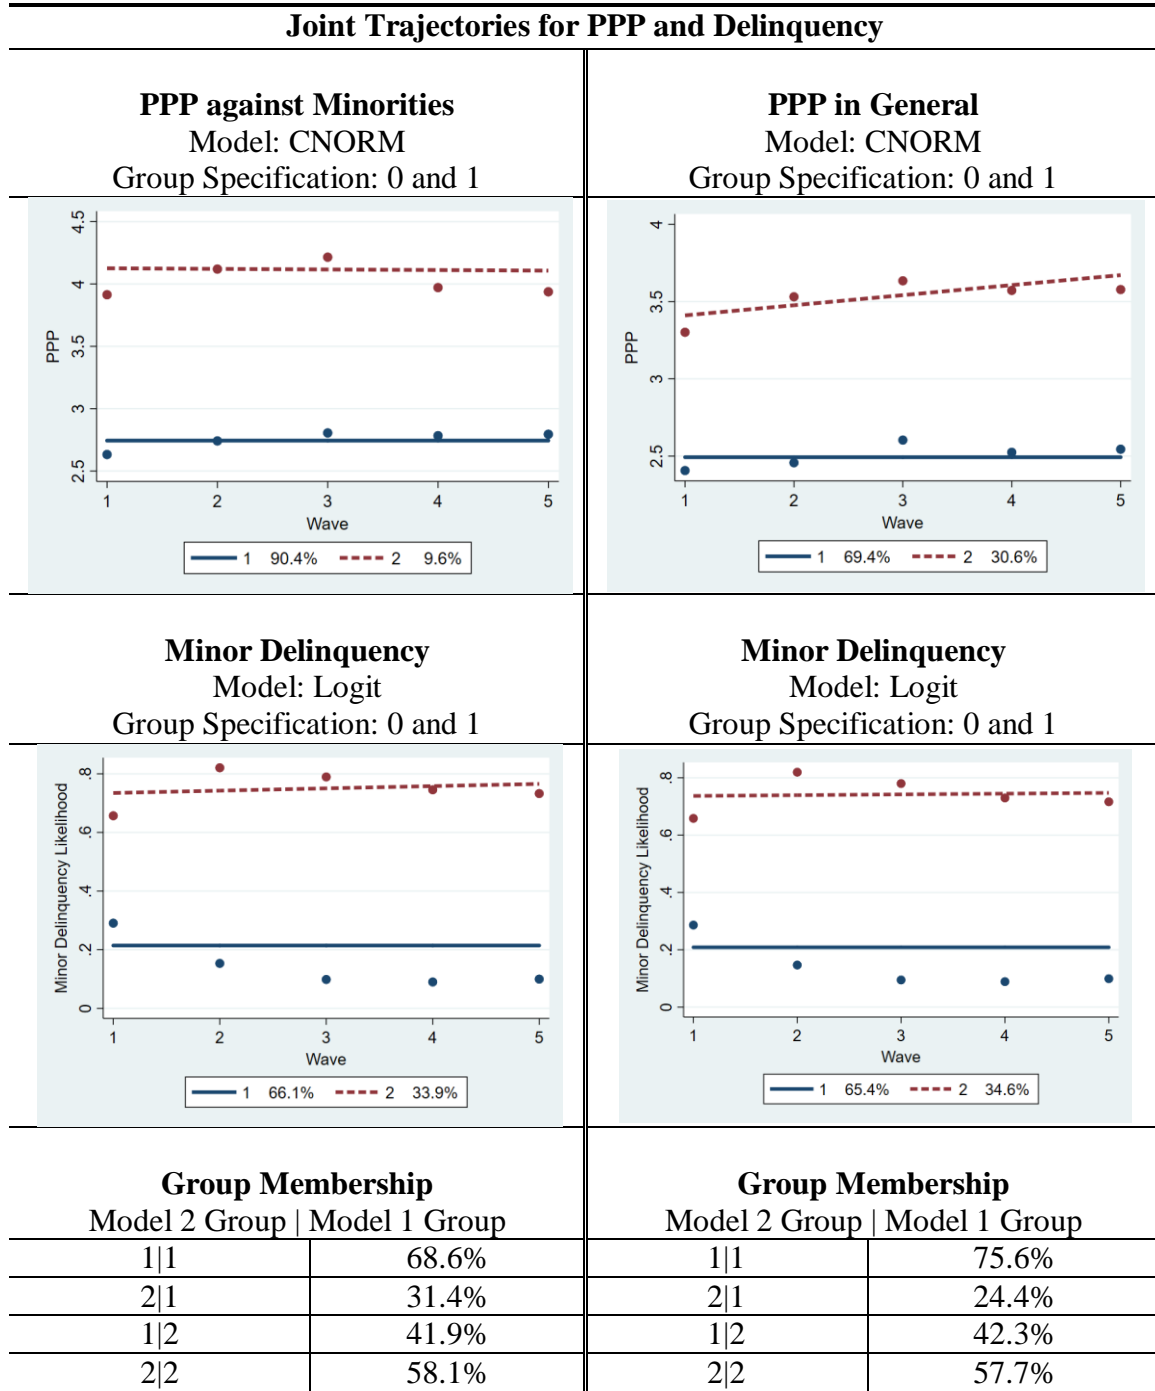 Joint Trajectories for PPP and Delinquency
PPP against Minorities
Model: CNORM
Group Specification: 0 and 1
4.5
4
3.5
3
2.5
PPP
1 2 3 4 5
Wave
1 90.4% 2 9.6%
PPP in General
Model: CNORM
Group Specification: 0 and 1
4
3.5
3
2.5
PPP
1 2 3 4 5
Wave
1 69.4% 2 30.6%
Minor Delinquency
Model: Logit
Group Specification: 0 and 1
.8
.6
.4
.2
0
Minor Delinquency Likelihood
1 2 3 4 5
Wave
1 66.1% 2 33.9%
Minor Delinquency
Model: Logit
Group Specification: 0 and 1
.8
.6
.4
.2
0
Minor Delinquency Likelihood
1 2 3 4 5
Wave
1 65.4% 2 34.6%
Group Membership
Model 2 Group | Model 1 Group
1|1 68.6%
2|1 31.4%
1|2 41.9%
2|2 58.1%
Group Membership
Model 2 Group | Model 1 Group
1|1 75.6%
2|1 24.4%
1|2 42.3%
2|2 57.7%